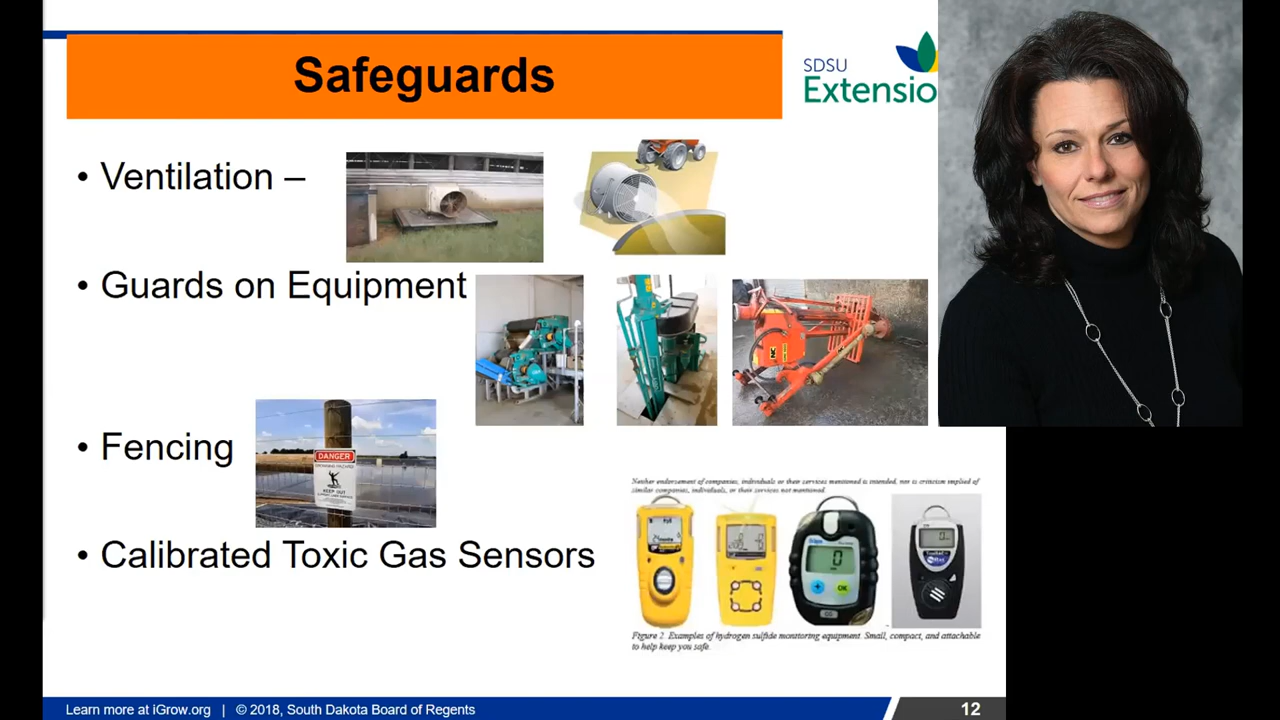 Safeguards
SDSU
Extensio
• Ventilation –
• Guards on Equipment
• Fencing
DANGER
KEEP OUT
• Calibrated Toxic Gas Sensors
Neither endorsement of companies, individuals or their services mentioned is intended, nor is criticism implied of
similar companies, individuals, or their services not mentioned.
0
OK
Figure 2. Examples of hydrogen sulfide monitoring equipment. Small, compact, and attachable
to help keep you safe.
Learn more at iGrow.org | © 2018, South Dakota Board of Regents
12